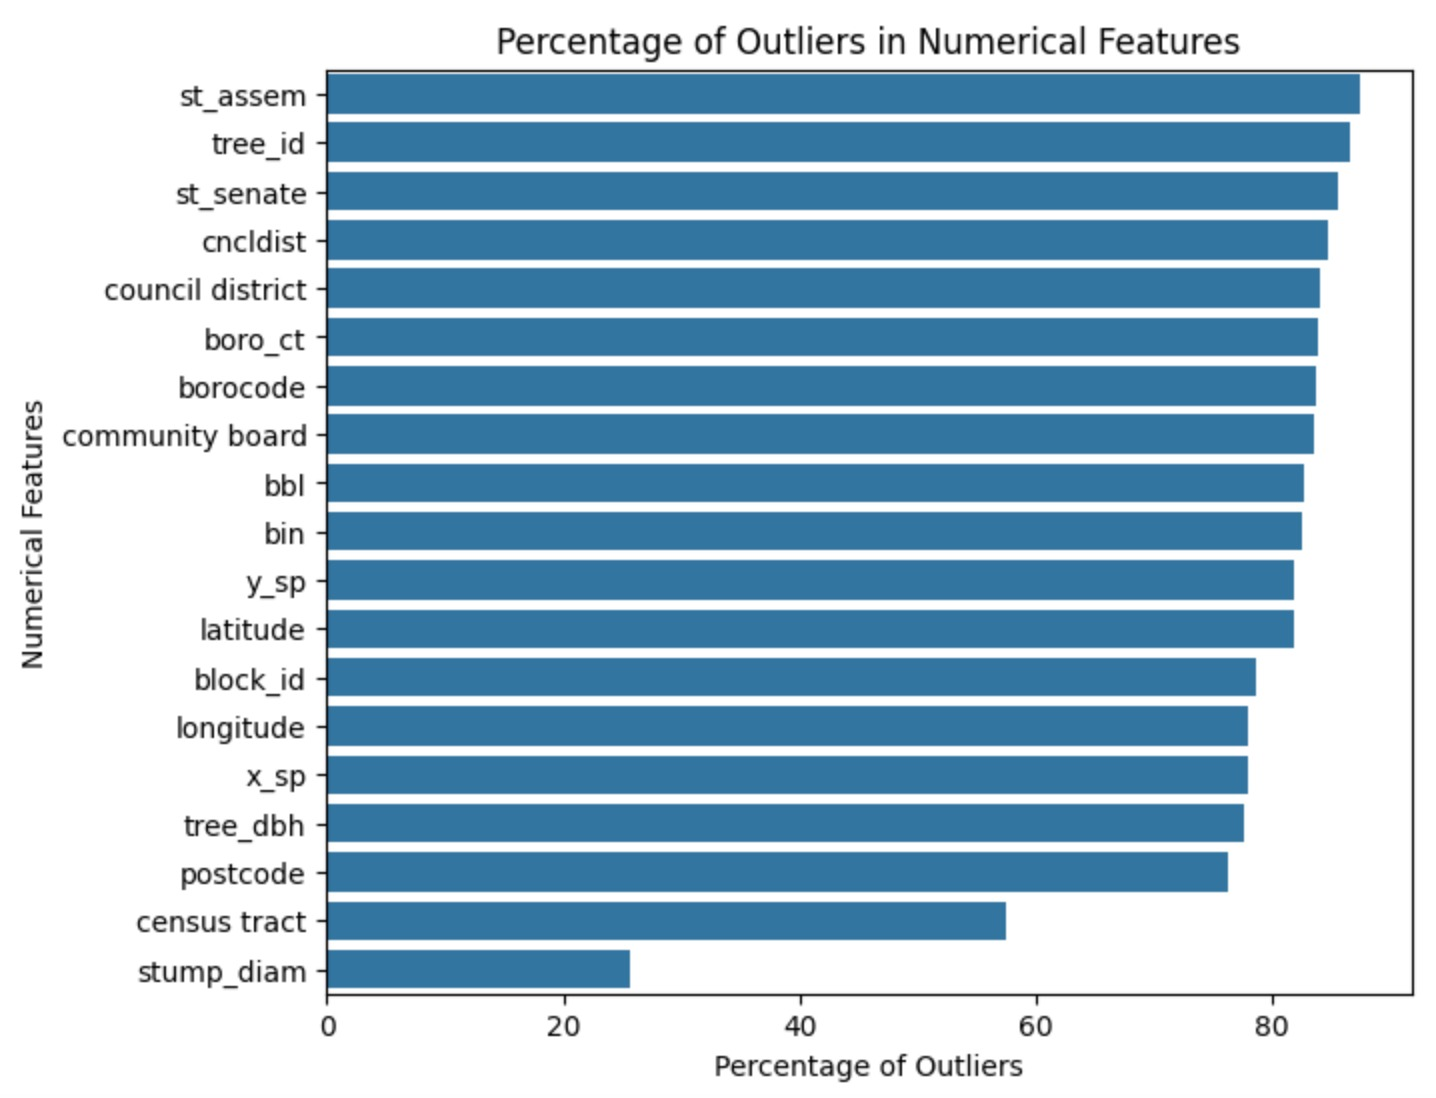 Percentage of Outliers in Numerical Features
Numerical Features
st_assem
tree_id
st_senate
cncldist
council district
boro_ct
borocode
community board
bbl
bin
y_sp
latitude
block_id
longitude
x_sp
tree_dbh
postcode
census tract
stump_diam
0 20 40 60 80
Percentage of Outliers